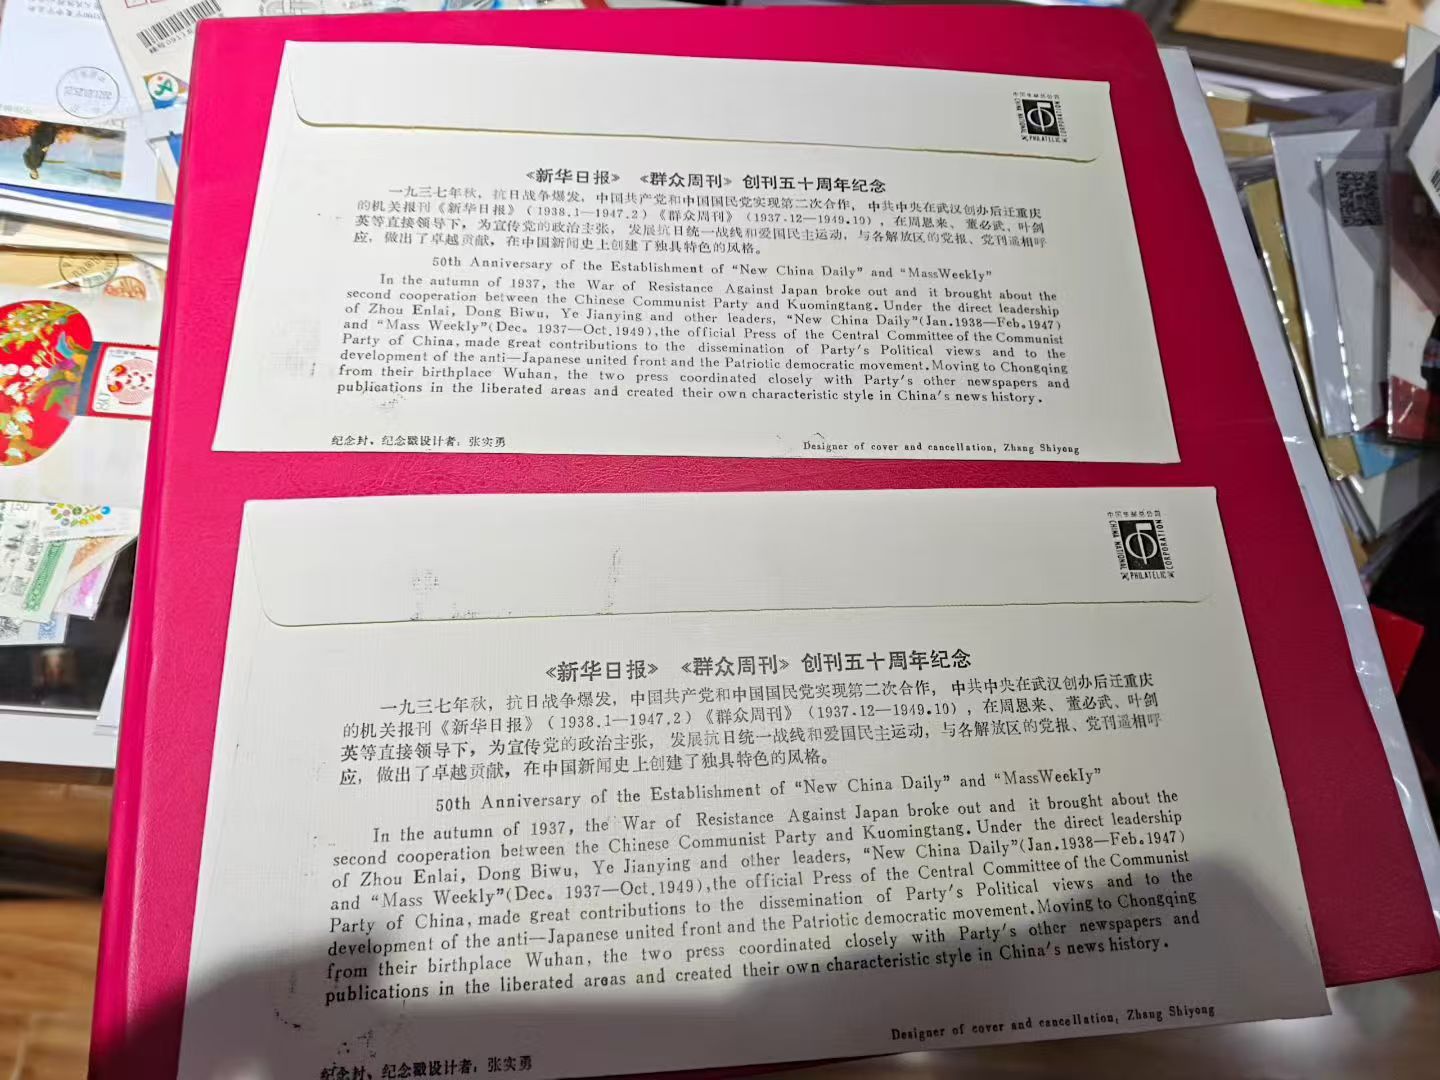 中国集邮总公司
CHINA NATIONAL
PHILATELIC
CORPORATION
《新华日报》 《群众周刊》 创刊五十周年纪念
一九三七年秋，抗日战争爆发，中国共产党和中国国民党实现第二次合作，中共中央在武汉创办后迁重庆
的机关报刊《新华日报》（1938.1—1947.2）《群众周刊》（1937.12—1949.10），在周恩来、董必武、叶剑
英等直接领导下，为宣传党的政治主张，发展抗日统一战线和爱国民主运动，与各解放区的党报、党刊遥相呼
应，做出了卓越贡献，在中国新闻史上创建了独具特色的风格。
50th Anniversary of the Establishment of “New China Daily” and “MassWeekly”
In the autumn of 1937, the War of Resistance Against Japan broke out and it brought about the
second cooperation between the Chinese Communist Party and Kuomingtang. Under the direct leadership
of Zhou Enlai, Dong Biwu, Ye Jianying and other leaders, “New China Daily”(Jan.1938—Feb.1947)
and “Mass Weekly”(Dec. 1937—Oct.1949),the official Press of the Central Committee of the Communist
Party of China, made great contributions to the dissemination of Party's Political views and to the
development of the anti—Japanese united front and the Patriotic democratic movement. Moving to Chongqing
from their birthplace Wuhan, the two press coordinated closely with Party's other newspapers and
publications in the liberated areas and created their own characteristic style in China's news history.
纪念封、纪念戳设计者：张实勇
Designer of cover and cancellation: Zhang Shiyong
中国集邮总公司
CHINA NATIONAL
PHILATELIC
CORPORATION
《新华日报》 《群众周刊》 创刊五十周年纪念
一九三七年秋，抗日战争爆发，中国共产党和中国国民党实现第二次合作，中共中央在武汉创办后迁重庆
的机关报刊《新华日报》（1938.1—1947.2）《群众周刊》（1937.12—1949.10），在周恩来、董必武、叶剑
英等直接领导下，为宣传党的政治主张，发展抗日统一战线和爱国民主运动，与各解放区的党报、党刊遥相呼
应，做出了卓越贡献，在中国新闻史上创建了独具特色的风格。
50th Anniversary of the Establishment of “New China Daily” and “MassWeekly”
In the autumn of 1937, the War of Resistance Against Japan broke out and it brought about the
second cooperation between the Chinese Communist Party and Kuomingtang. Under the direct leadership
of Zhou Enlai, Dong Biwu, Ye Jianying and other leaders, “New China Daily”(Jan.1938—Feb.1947)
and “Mass Weekly”(Dec. 1937—Oct.1949),the official Press of the Central Committee of the Communist
Party of China, made great contributions to the dissemination of Party's Political views and to the
development of the anti—Japanese united front and the Patriotic democratic movement. Moving to Chongqing
from their birthplace Wuhan, the two press coordinated closely with Party's other newspapers and
publications in the liberated areas and created their own characteristic style in China's news history.
Designer of cover and cancellation: Zhang Shiyong
纪念封、纪念戳设计者：张实勇